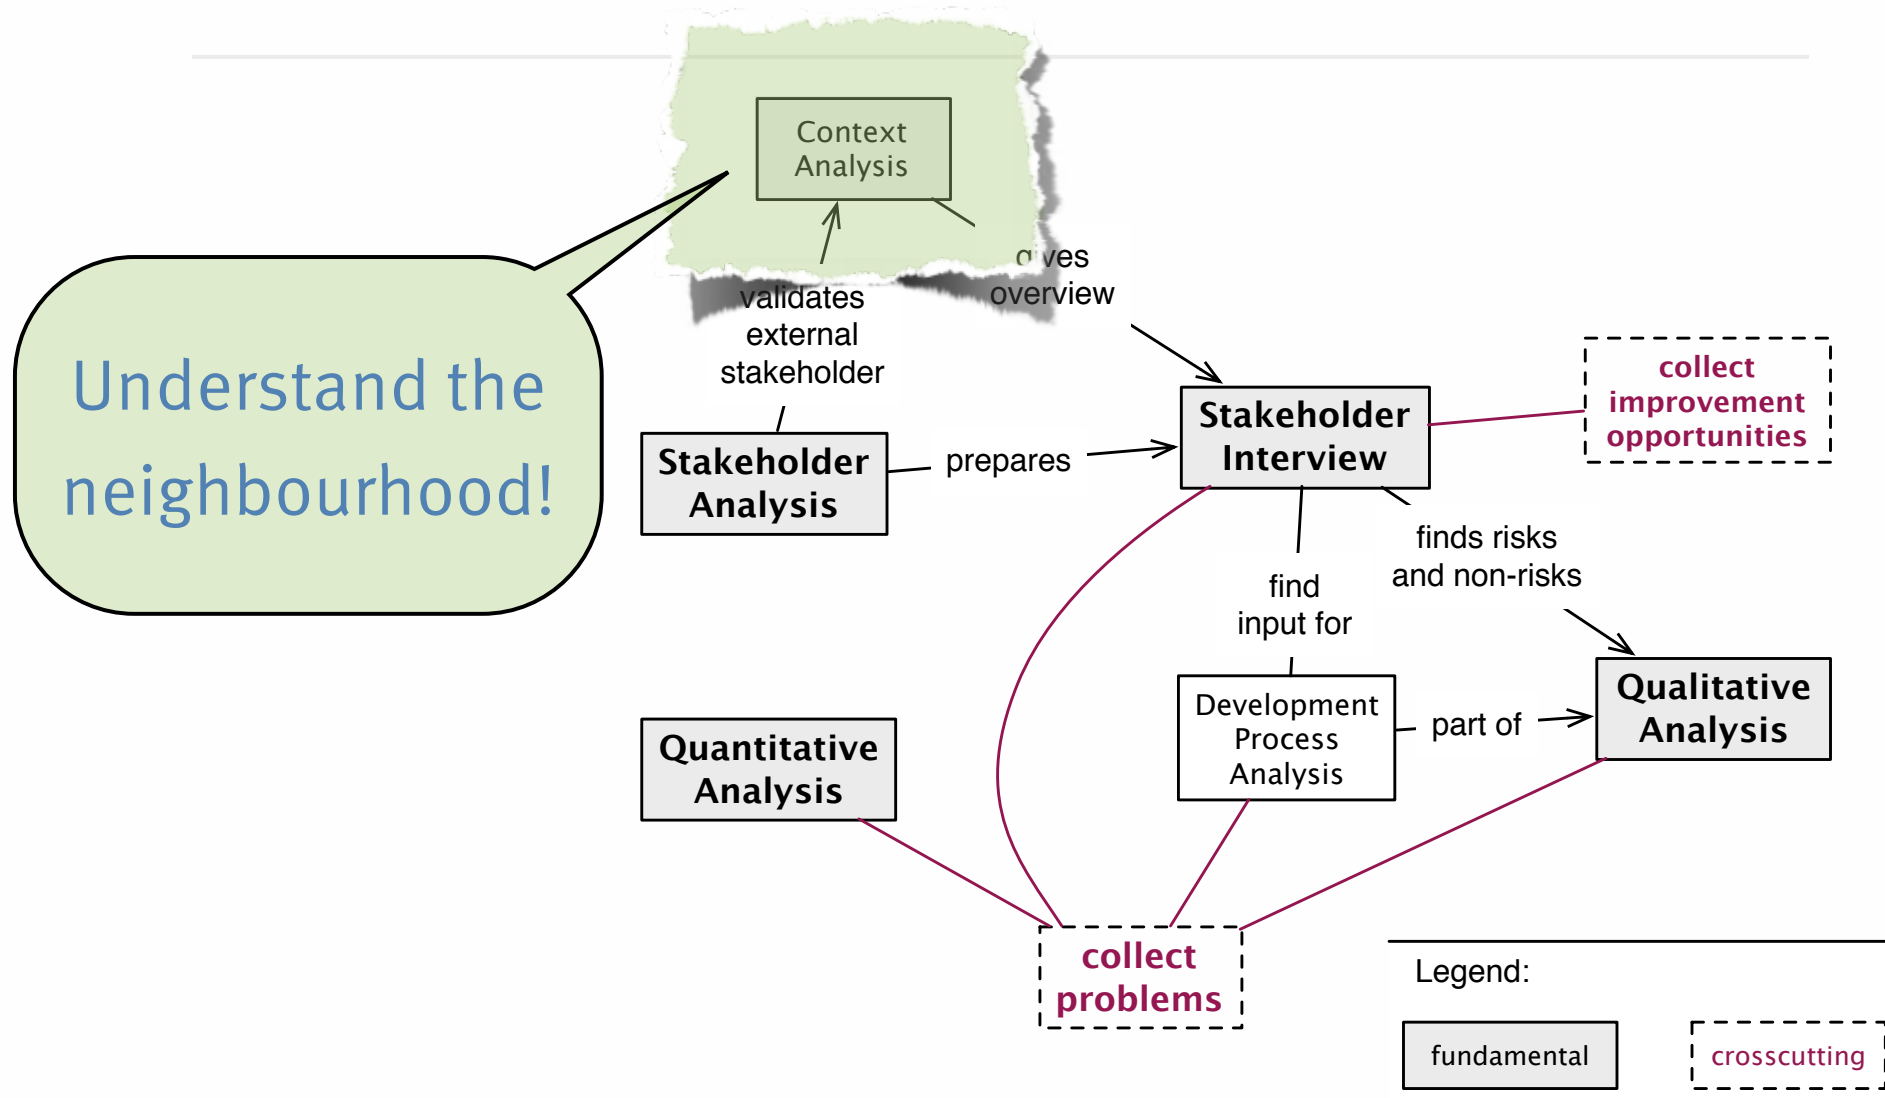 Context
Analysis
gives
overview
validates
external
stakeholder
Understand the
neighbourhood!
collect
improvement
opportunities
Stakeholder
Interview
Stakeholder
Analysis
prepares
finds risks
and non-risks
find
input for
Qualitative
Analysis
Development
Process
Analysis
part of
Quantitative
Analysis
collect
problems
Legend:
fundamental
crosscutting